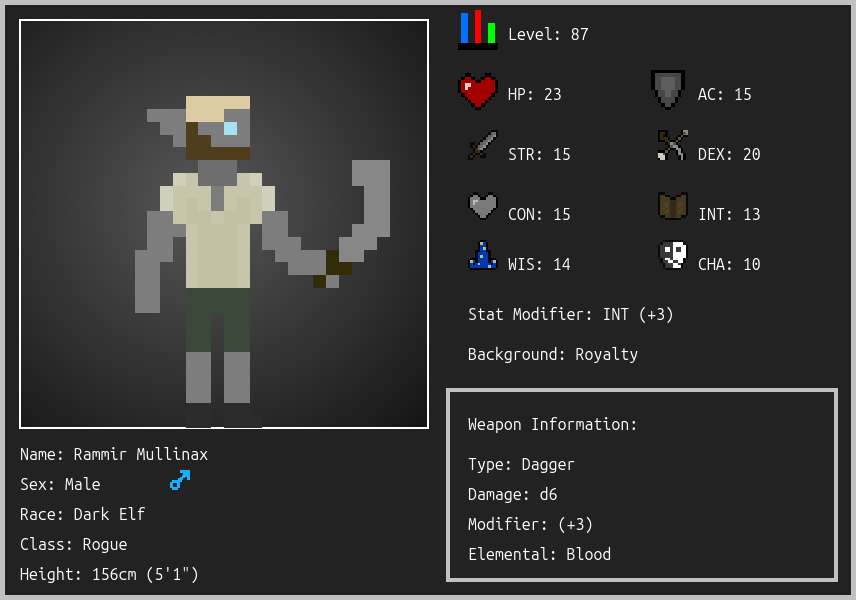 Level: 87
HP: 23
AC: 15
STR: 15
DEX: 20
CON: 15
INT: 13
WIS: 14
CHA: 10
Stat Modifier: INT (+3)
Background: Royalty
Weapon Information:
Type: Dagger
Damage: d6
Modifier: (+3)
Elemental: Blood
Name: Rammir Mullinax
Sex: Male
Race: Dark Elf
Class: Rogue
Height: 156cm (5'1")